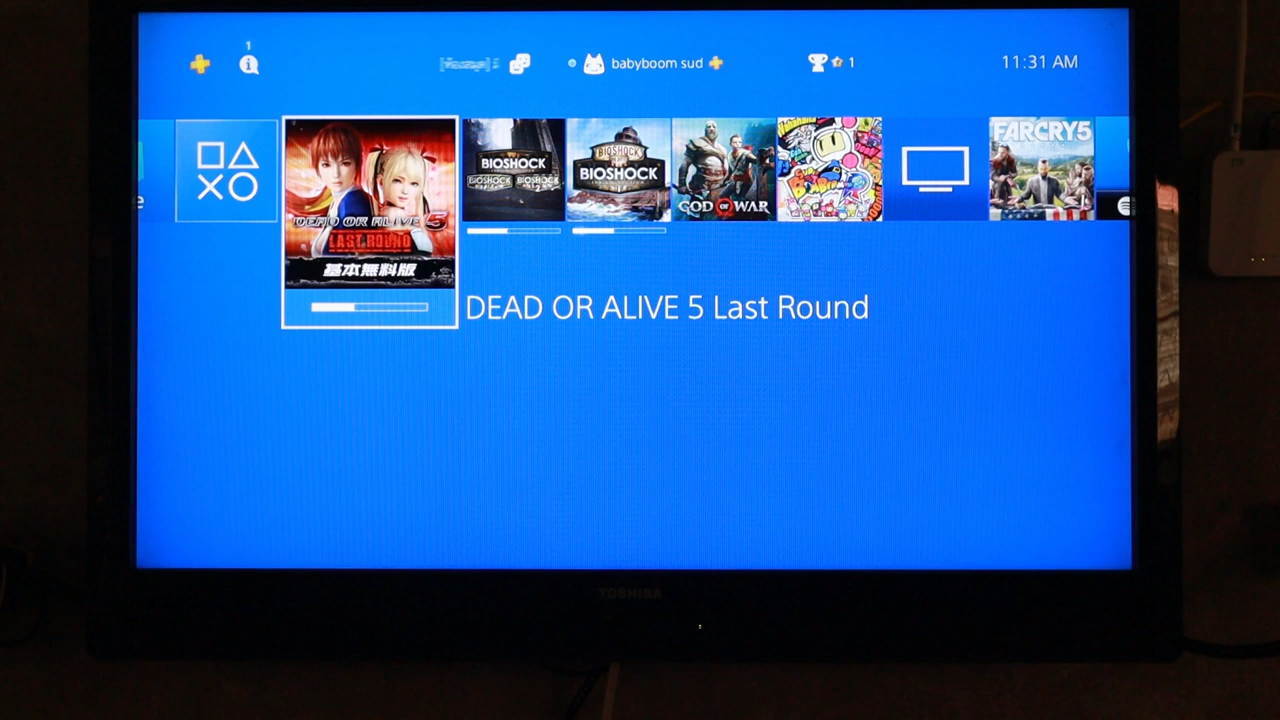 1
babyboom sud
1
11:31 AM
e
DEAD OR ALIVE 5
LAST ROUND
基本無料版
BIOSHOCK
BIOSHOCK BIOSHOCK
BIOSHOCK
BIOSHOCK
GOD OF WAR
FARCRY5
DEAD OR ALIVE 5 Last Round
TOSHIBA